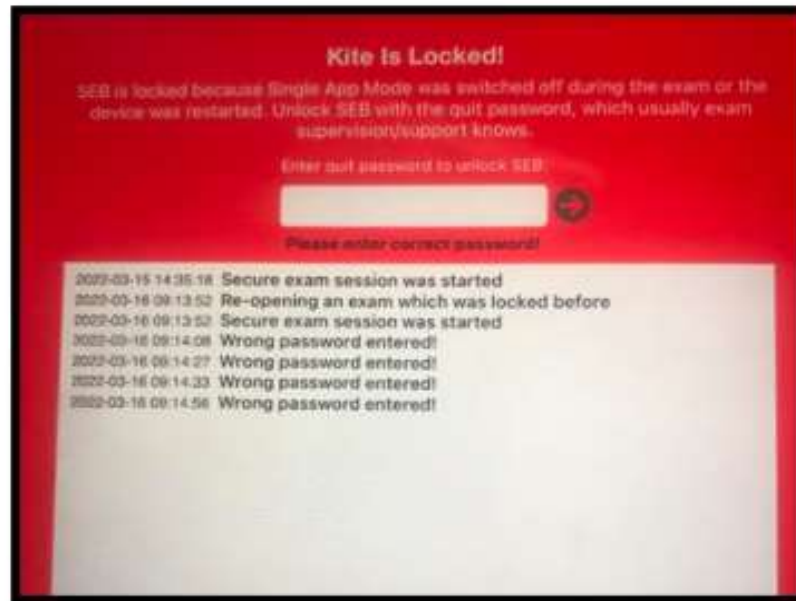 Kite Is Locked!
SEB is locked because Single App Mode was switched off during the exam or the
device was restarted. Unlock SEB with the quit password, which usually exam
supervision/support knows.
Enter quit password to unlock SEB:
Please enter correct password!
2022-03-15 14:35:18 Secure exam session was started
2022-03-16 09:13:52 Re-opening an exam which was locked before
2022-03-16 09:13:52 Secure exam session was started
2022-03-16 09:14:08 Wrong password entered!
2022-03-16 09:14:27 Wrong password entered!
2022-03-16 09:14:33 Wrong password entered!
2022-03-16 09:14:56 Wrong password entered!